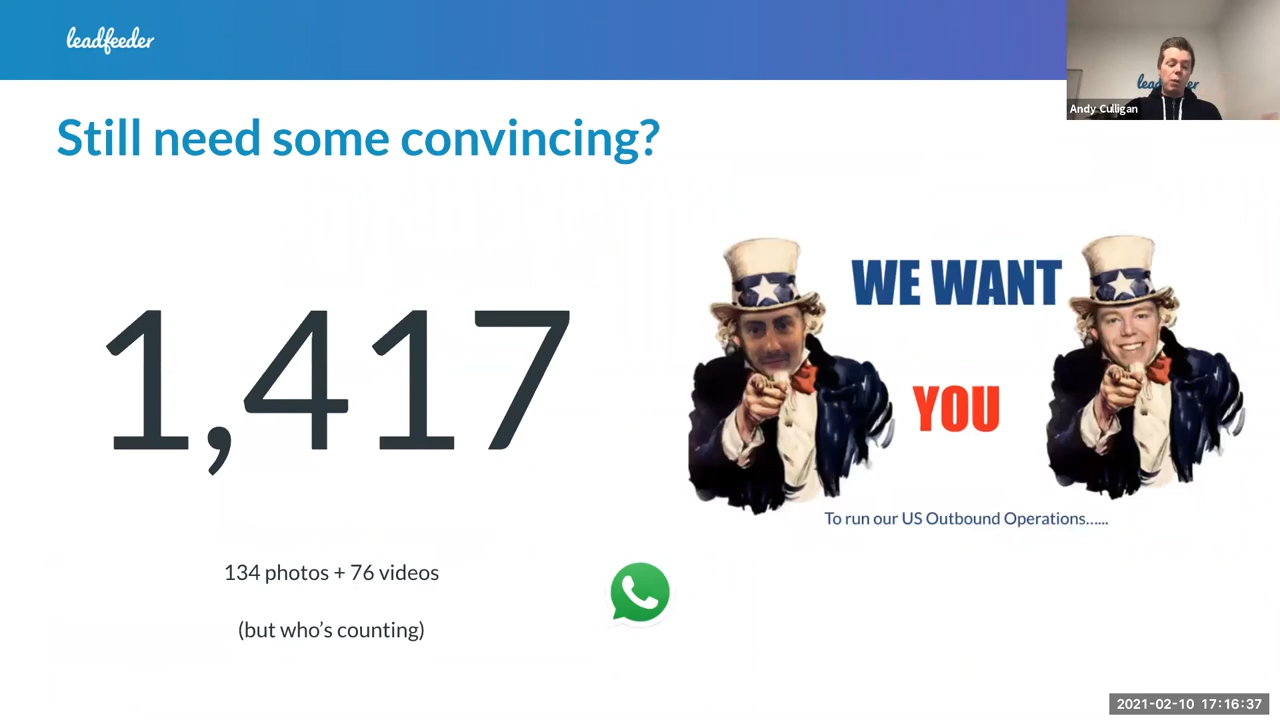 leadfeeder
leadfeeder
Andy Culligan
Still need some convincing?
1,417
134 photos + 76 videos
(but who's counting)
WE WANT
YOU
To run our US Outbound Operations......
2021-02-10 17:16:37